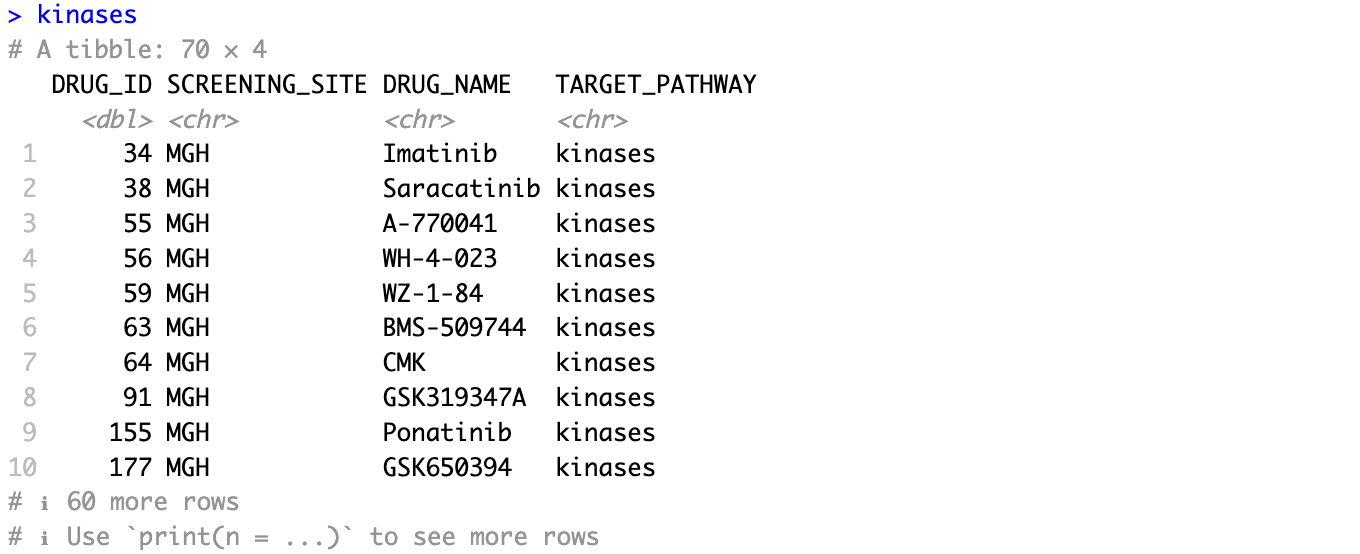 > kinases
# A tibble: 70 × 4
   DRUG_ID SCREENING_SITE DRUG_NAME   TARGET_PATHWAY
     <dbl> <chr>          <chr>       <chr>
 1      34 MGH            Imatinib    kinases
 2      38 MGH            Saracatinib kinases
 3      55 MGH            A-770041    kinases
 4      56 MGH            WH-4-023    kinases
 5      59 MGH            WZ-1-84     kinases
 6      63 MGH            BMS-509744  kinases
 7      64 MGH            CMK         kinases
 8      91 MGH            GSK319347A  kinases
 9     155 MGH            Ponatinib   kinases
10     177 MGH            GSK650394   kinases
# ℹ 60 more rows
# ℹ Use `print(n = ...)` to see more rows